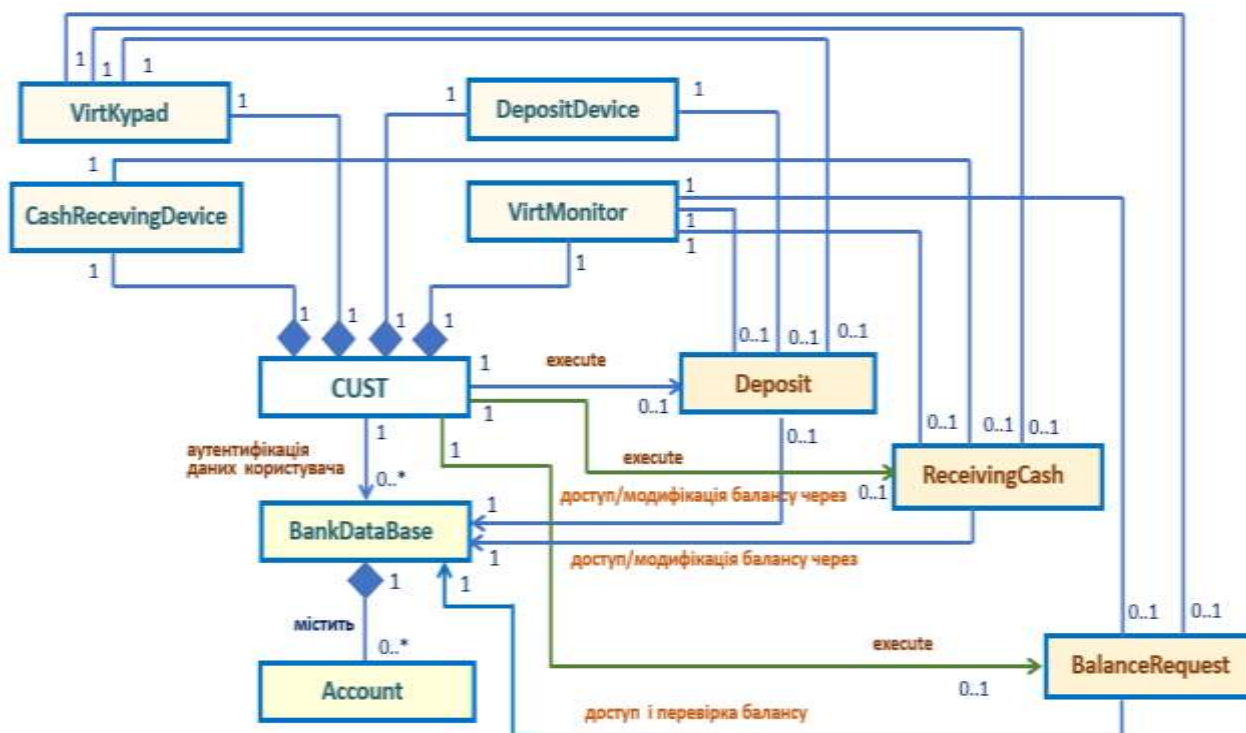 1
1
1
VirtKypad
1
1
DepositDevice
1
1
CashRecevingDevice
VirtMonitor
1
1
1
1
1
1
1
1
1
0..1
0..1
0..1
CUST
1
execute
Deposit
1
0..1
аутентифікація
даних користувача
1
1
0..1
0..1
0..1
0..1
execute
0..*
доступ/модифікація балансу через
0..1
ReceivingCash
BankDataBase
1
1
доступ/модифікація балансу через
1
1
містить
0..*
0..1
0..1
execute
Account
0..1
BalanceRequest
доступ і перевірка балансу